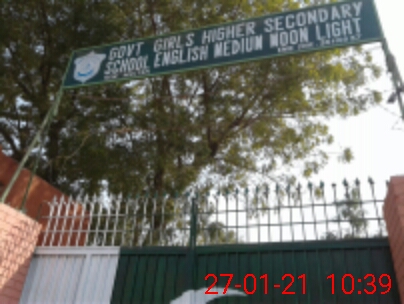 GOVT GIRLS HIGHER SECONDARY
SCHOOL ENGLISH MEDIUM MOON LIGHT
27-01-21 10:39